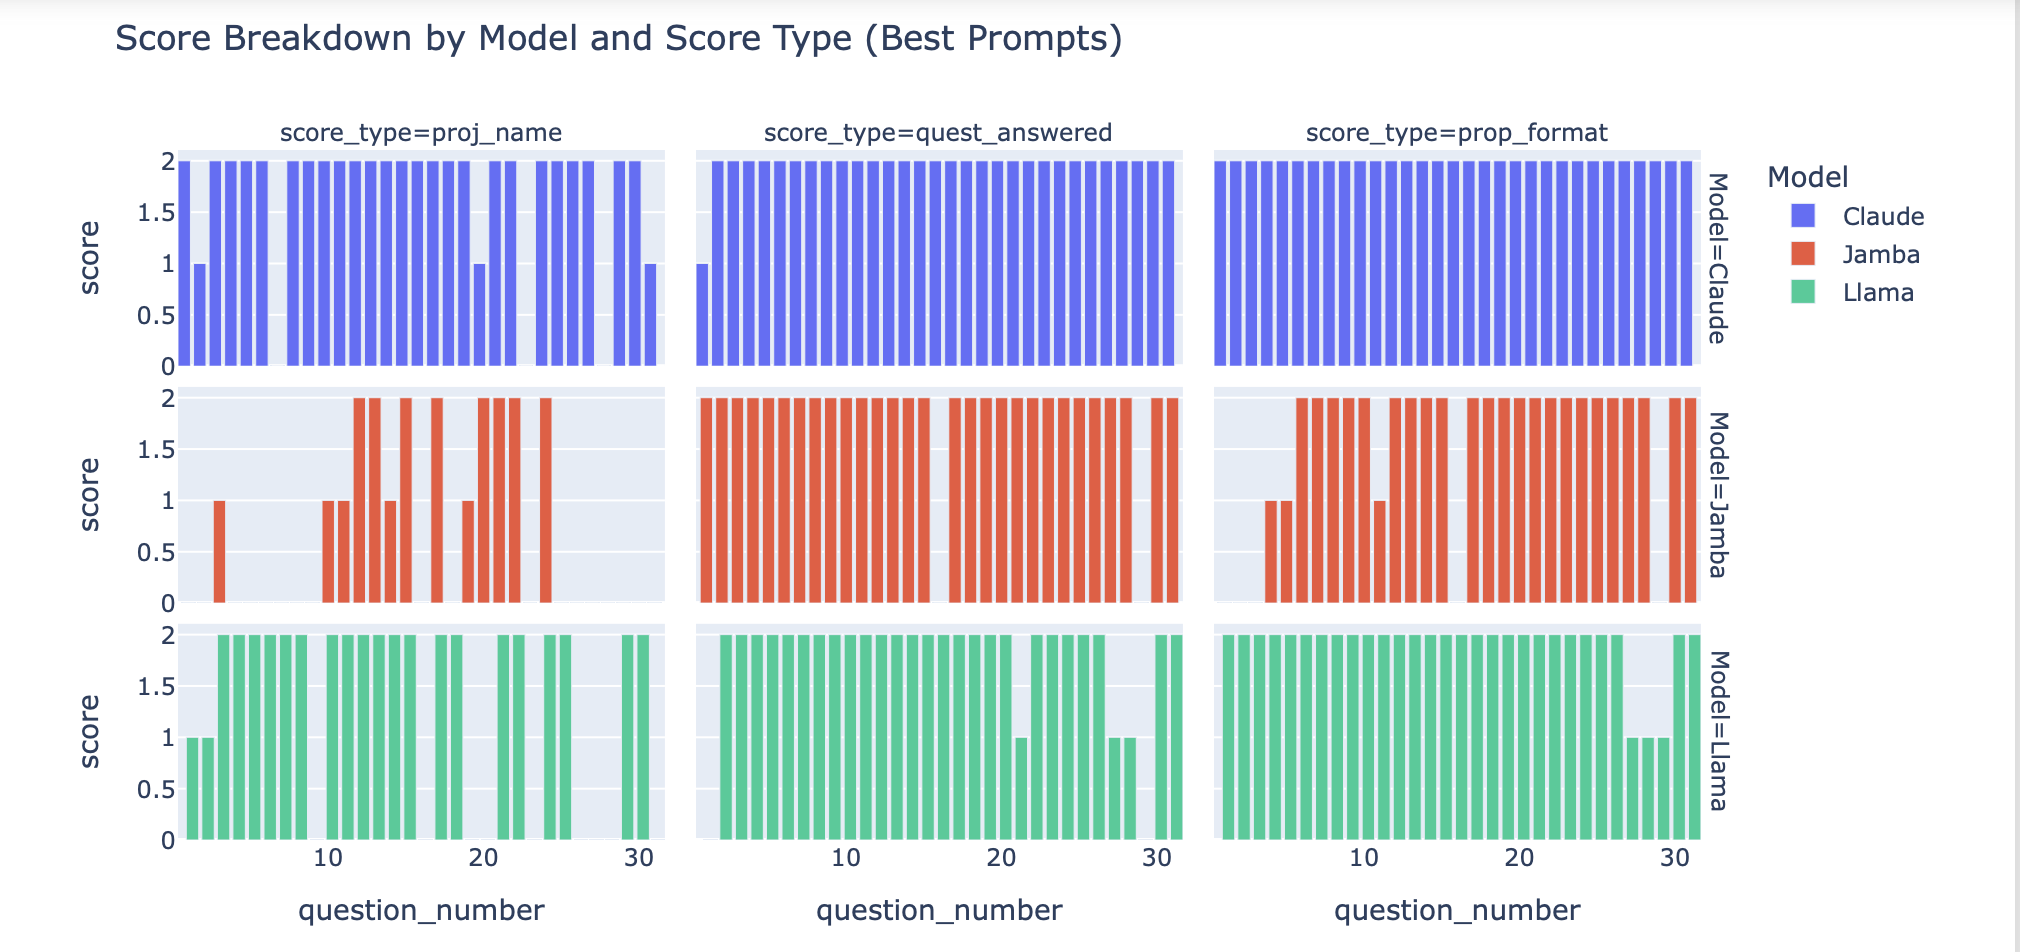 Score Breakdown by Model and Score Type (Best Prompts)
score_type=proj_name
score_type=quest_answered
score_type=prop_format
Model
Claude
Jamba
Llama
2
1.5
1
0.5
0
score
Model=Claude
2
1.5
1
0.5
0
score
Model=Jamba
2
1.5
1
0.5
0
score
Model=Llama
10 20 30
10 20 30
10 20 30
question_number
question_number
question_number